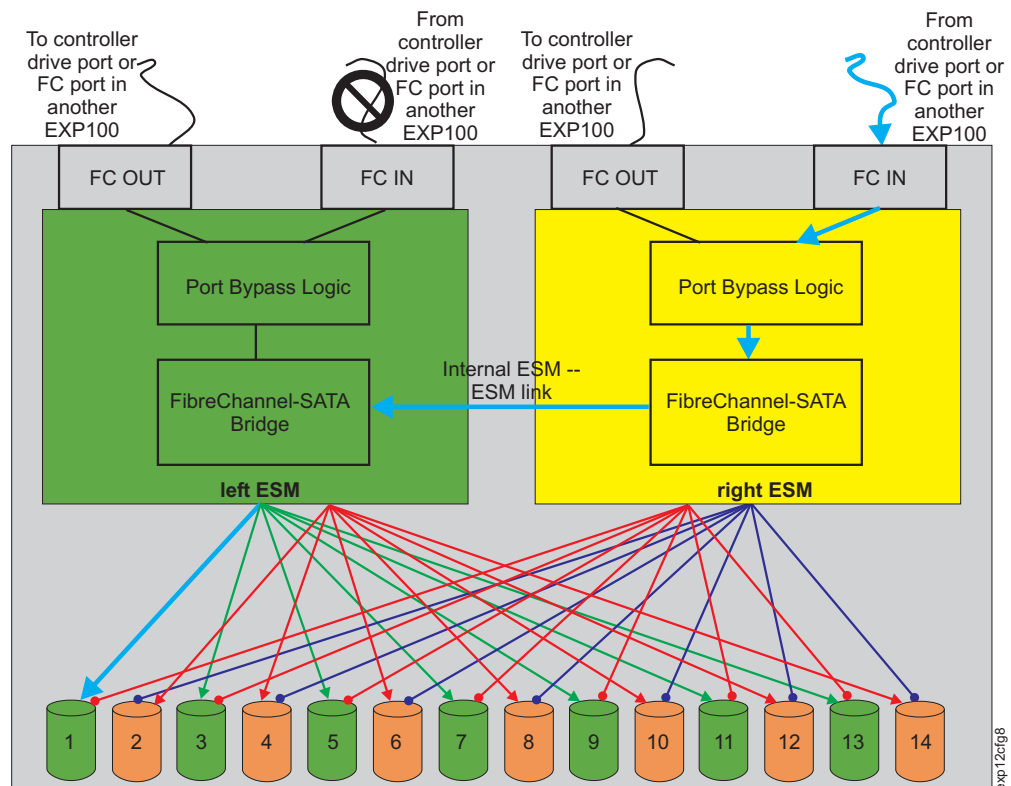 To controller
drive port or
FC port in
another
EXP100
From
controller
drive port or
FC port in
another
EXP100
To controller
drive port or
FC port in
another
EXP100
From
controller
drive port or
FC port in
another
EXP100
FC OUT
FC IN
FC OUT
FC IN
Port Bypass Logic
Port Bypass Logic
Internal ESM --
ESM link
FibreChannel-SATA
Bridge
FibreChannel-SATA
Bridge
left ESM
right ESM
1
2
3
4
5
6
7
8
9
10
11
12
13
14
exp12cfg8